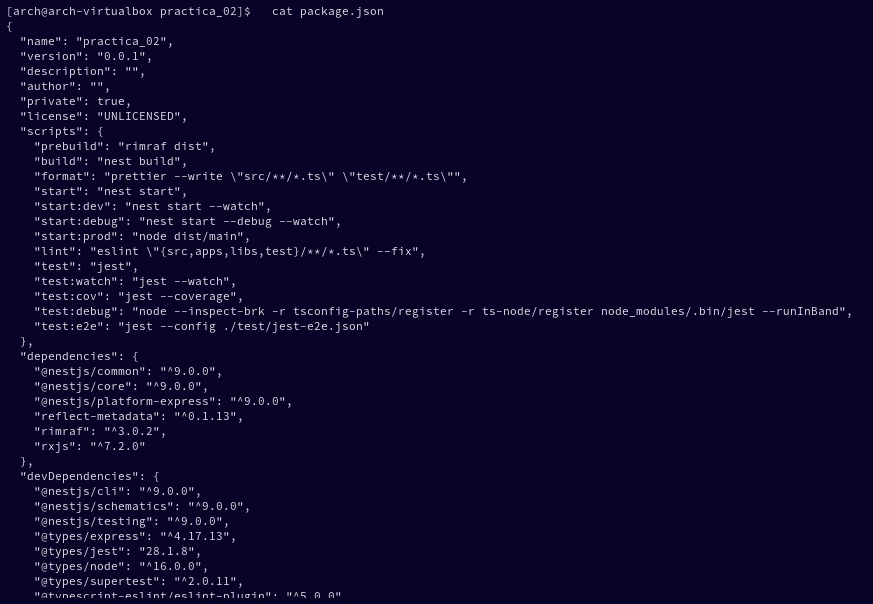 [arch@arch-virtualbox practica_02]$   cat package.json
{
  "name": "practica_02",
  "version": "0.0.1",
  "description": "",
  "author": "",
  "private": true,
  "license": "UNLICENSED",
  "scripts": {
    "prebuild": "rimraf dist",
    "build": "nest build",
    "format": "prettier --write \"src/**/*.ts\" \"test/**/*.ts\"",
    "start": "nest start",
    "start:dev": "nest start --watch",
    "start:debug": "nest start --debug --watch",
    "start:prod": "node dist/main",
    "lint": "eslint \"{src,apps,libs,test}/**/*.ts\" --fix",
    "test": "jest",
    "test:watch": "jest --watch",
    "test:cov": "jest --coverage",
    "test:debug": "node --inspect-brk -r tsconfig-paths/register -r ts-node/register node_modules/.bin/jest --runInBand",
    "test:e2e": "jest --config ./test/jest-e2e.json"
  },
  "dependencies": {
    "@nestjs/common": "^9.0.0",
    "@nestjs/core": "^9.0.0",
    "@nestjs/platform-express": "^9.0.0",
    "reflect-metadata": "^0.1.13",
    "rimraf": "^3.0.2",
    "rxjs": "^7.2.0"
  },
  "devDependencies": {
    "@nestjs/cli": "^9.0.0",
    "@nestjs/schematics": "^9.0.0",
    "@nestjs/testing": "^9.0.0",
    "@types/express": "^4.17.13",
    "@types/jest": "28.1.8",
    "@types/node": "^16.0.0",
    "@types/supertest": "^2.0.11",
    "@typescript-eslint/eslint-plugin": "^5.0.0"